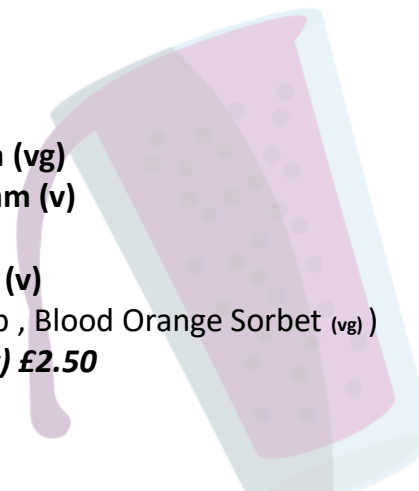 (vg)
am (v)
(v)
, Blood Orange Sorbet (vg) )
) £2.50